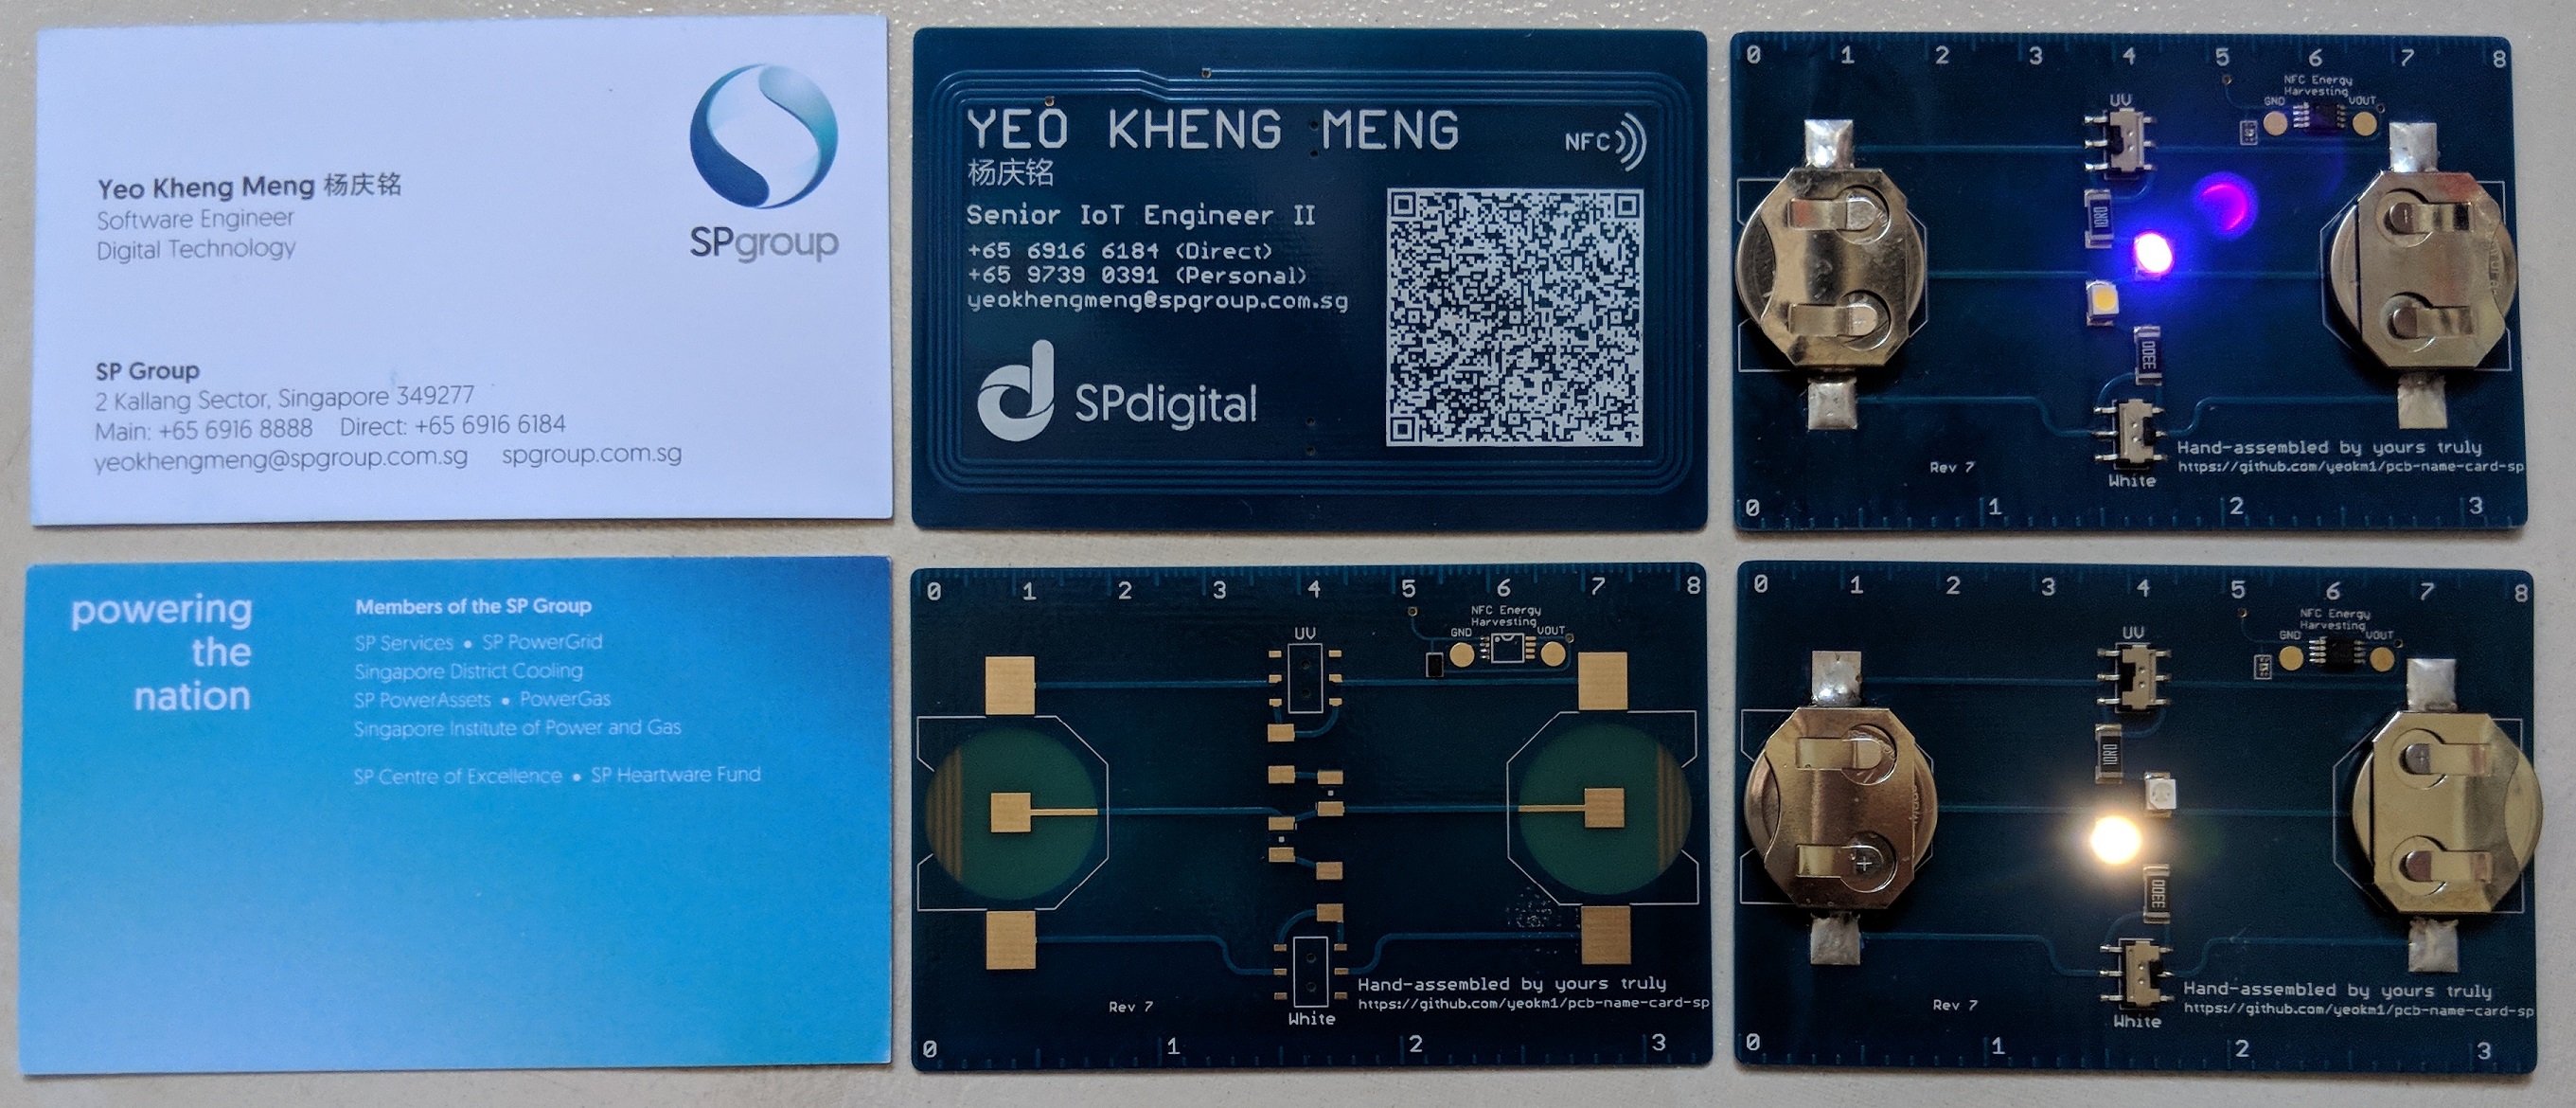 Yeo Kheng Meng 杨庆铭
Software Engineer
Digital Technology
SPgroup
SP Group
2 Kallang Sector, Singapore 349277
Main: +65 6916 8888 Direct: +65 6916 6184
yeokhengmeng@spgroup.com.sg spgroup.com.sg
YEO KHENG MENG
杨庆铭
NFC
Senior IoT Engineer II
+65 6916 6184 (Direct)
+65 9739 0391 (Personal)
yeokhengmeng@spgroup.com.sg
SPdigital
0 1 2 3 4 5 6 7 8
NFC Energy
Harvesting
UV
GND VOUT
10R0
00EE
Hand-assembled by yours truly
Rev 7
https://github.com/yeokm1/pcb-name-card-sp
White
0 1 2 3
powering
the
nation
Members of the SP Group
SP Services • SP PowerGrid
Singapore District Cooling
SP PowerAssets • PowerGas
Singapore Institute of Power and Gas
SP Centre of Excellence • SP Heartware Fund
0 1 2 3 4 5 6 7 8
NFC Energy
Harvesting
UV
GND VOUT
Hand-assembled by yours truly
Rev 7
https://github.com/yeokm1/pcb-name-card-sp
White
0 1 2 3
0 1 2 3 4 5 6 7 8
NFC Energy
Harvesting
UV
GND VOUT
10R0
+
00EE
Hand-assembled by yours truly
Rev 7
https://github.com/yeokm1/pcb-name-card-sp
White
0 1 2 3